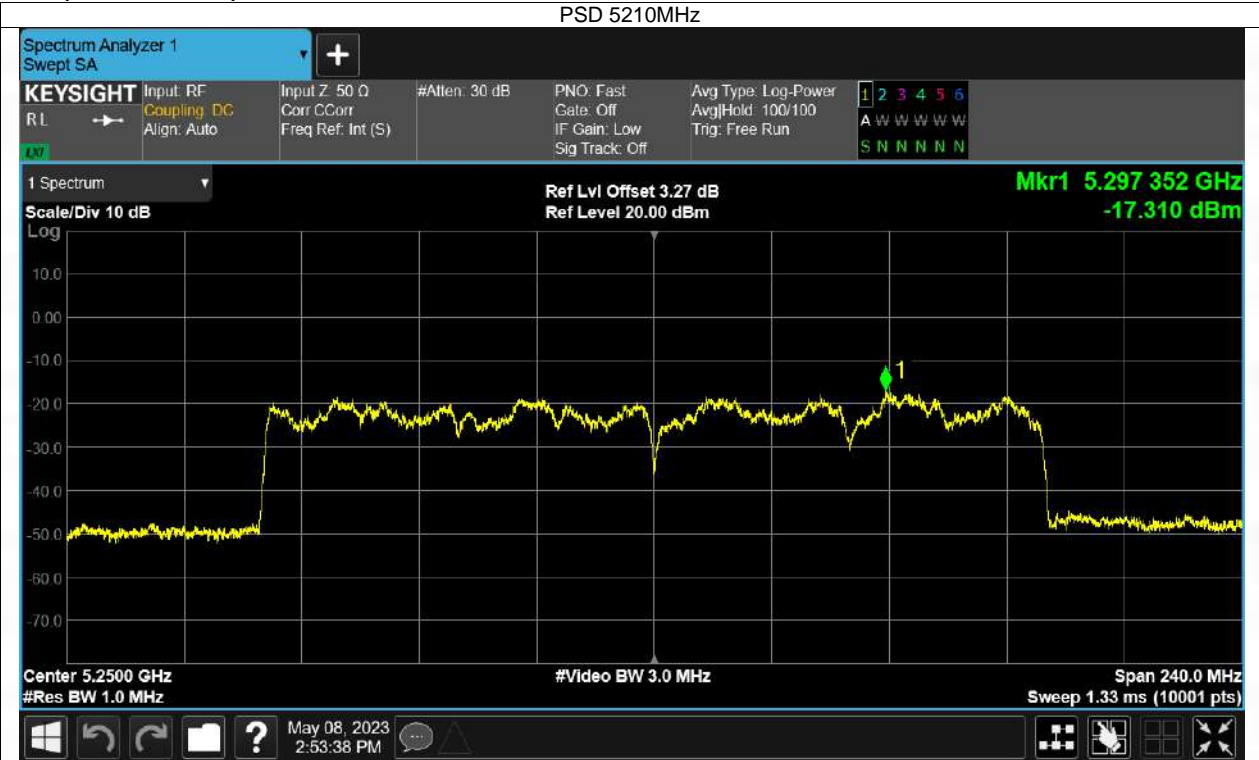 PSD 5210MHz
Spectrum Analyzer 1
Swept SA
KEYSIGHT
RL
LXI
Input: RF
Coupling: DC
Align: Auto
Input Z: 50 Ω
Corr CCorr
Freq Ref: Int (S)
#Atten: 30 dB
PNO: Fast
Gate: Off
IF Gain: Low
Sig Track: Off
Avg Type: Log-Power
Avg|Hold: 100/100
Trig: Free Run
1 2 3 4 5 6
A W W W W W
S N N N N N
1 Spectrum
Scale/Div 10 dB
Log
Ref Lvl Offset 3.27 dB
Ref Level 20.00 dBm
Mkr1 5.297 352 GHz
-17.310 dBm
10.0
0.00
-10.0
1
-20.0
-30.0
-40.0
-50.0
-60.0
-70.0
Center 5.2500 GHz
#Res BW 1.0 MHz
#Video BW 3.0 MHz
Span 240.0 MHz
Sweep 1.33 ms (10001 pts)
?
May 08, 2023
2:53:38 PM